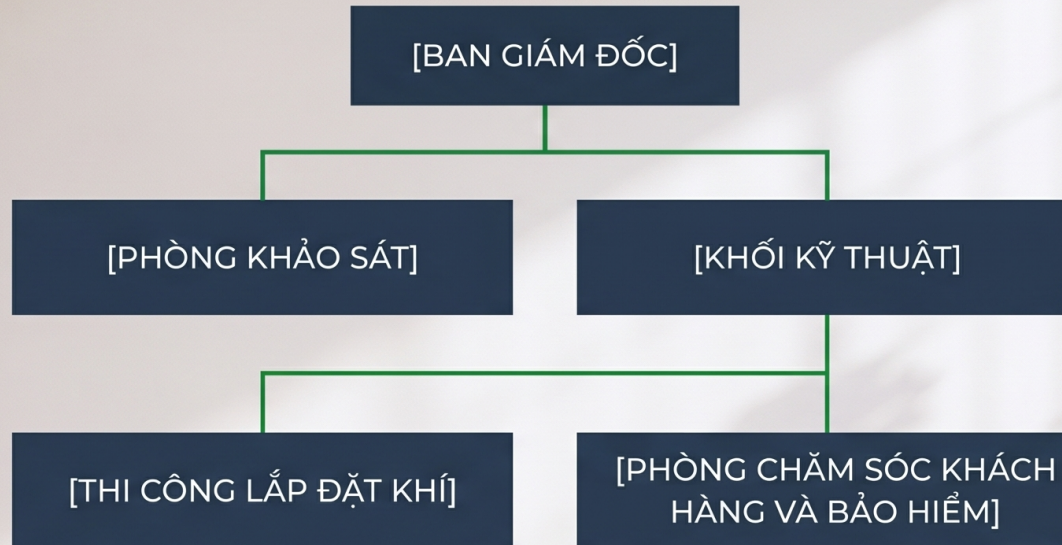 [BAN GIÁM ĐỐC]
[PHÒNG KHẢO SÁT]
[KHỐI KỸ THUẬT]
[THI CÔNG LẮP ĐẶT KHÍ]
[PHÒNG CHĂM SÓC KHÁCH
HÀNG VÀ BẢO HIỂM]